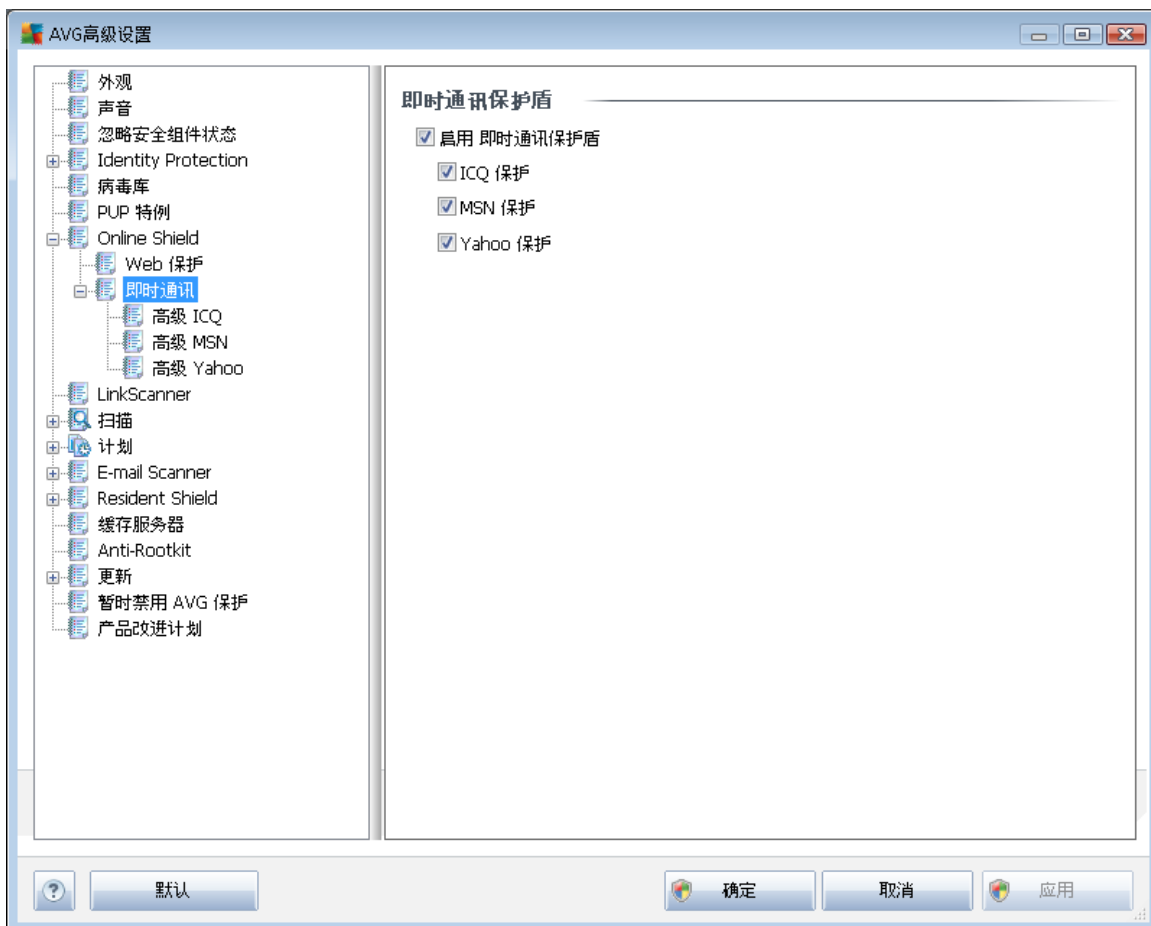 AVG高级设置
外观
声音
忽略安全组件状态
Identity Protection
病毒库
PUP 特例
Online Shield
Web 保护
即时通讯
高级 ICQ
高级 MSN
高级 Yahoo
LinkScanner
扫描
计划
E-mail Scanner
Resident Shield
缓存服务器
Anti-Rootkit
更新
暂时禁用 AVG 保护
产品改进计划
即时通讯保护盾
启用 即时通讯保护盾
ICQ 保护
MSN 保护
Yahoo 保护
?
默认
确定
取消
应用